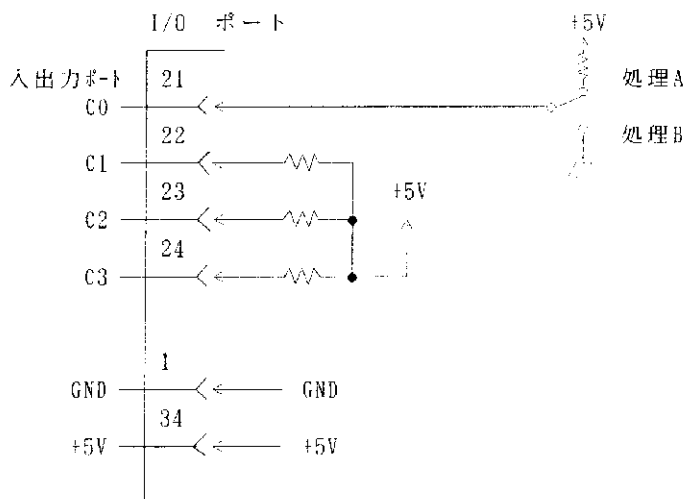 I/O ポート
+5V
入出力ポート
21
処理A
C0
22
処理B
C1
23
+5V
C2
24
C3
1
GND
GND
34
+5V
+5V